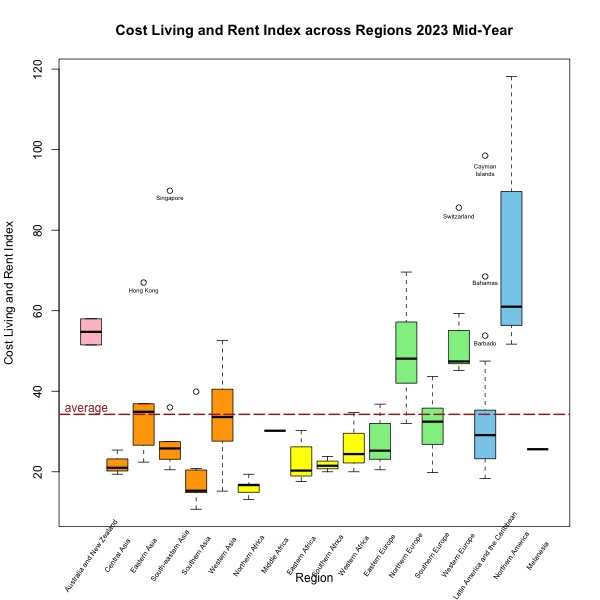 Cost Living and Rent Index across Regions 2023 Mid-Year
Cost Living and Rent Index
120
100
80
60
40
20
Singapore
Hong Kong
Cayman
Islands
Switzarland
Bahamas
Barbado
average
Australia and New Zealand
Central Asia
Eastern Asia
South-eastern Asia
Southern Asia
Western Asia
Northern Africa
Middle Africa
Eastern Africa
Southern Africa
Western Africa
Eastern Europe
Northern Europe
Southern Europe
Western Europe
Latin America and the Caribbean
Northern America
Melanesia
Region